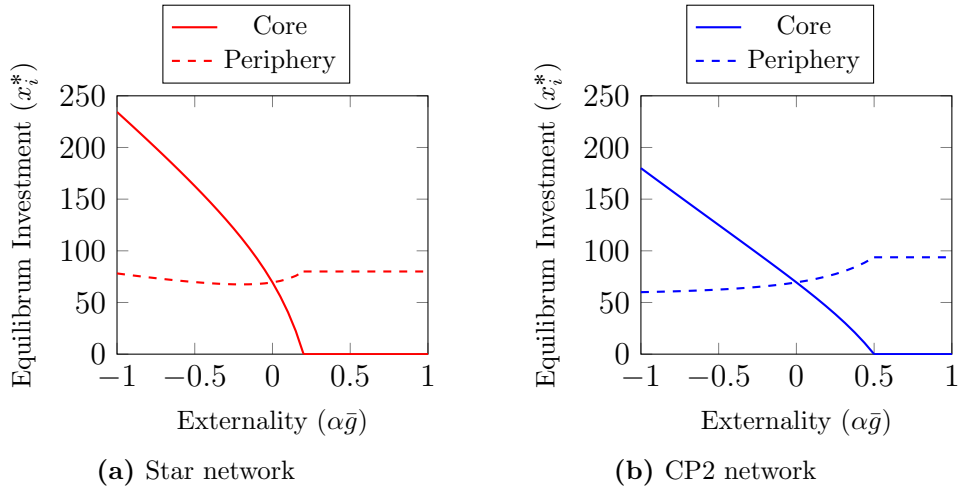 Core
Periphery
250
200
150
100
50
0
−1
−0.5
0
0.5
1
Equilibrum Investment (x*i)
Externality (αḡ)
(a) Star network
Core
Periphery
250
200
150
100
50
0
−1
−0.5
0
0.5
1
Equilibrum Investment (x*i)
Externality (αḡ)
(b) CP2 network